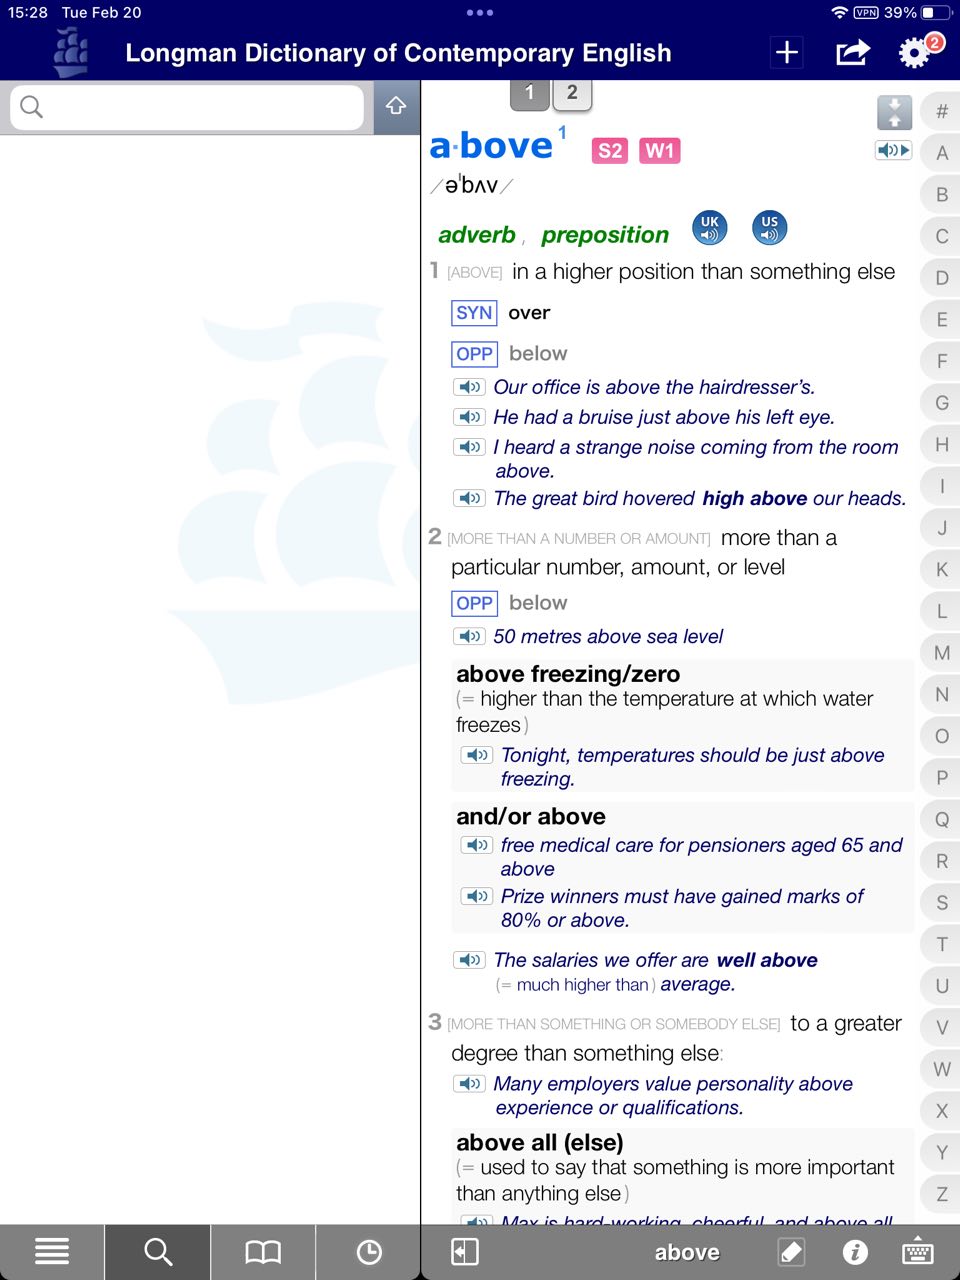 15:28 Tue Feb 20
VPN 39%
Longman Dictionary of Contemporary English
2
1 2
a·bove 1 S2 W1
/əˈbʌv/
adverb, preposition UK US
1 [ABOVE] in a higher position than something else
SYN over
OPP below
Our office is above the hairdresser's.
He had a bruise just above his left eye.
I heard a strange noise coming from the room
above.
The great bird hovered high above our heads.
2 [MORE THAN A NUMBER OR AMOUNT] more than a
particular number, amount, or level
OPP below
50 metres above sea level
above freezing/zero
(= higher than the temperature at which water
freezes)
Tonight, temperatures should be just above
freezing.
and/or above
free medical care for pensioners aged 65 and
above
Prize winners must have gained marks of
80% or above.
The salaries we offer are well above
(= much higher than) average.
3 [MORE THAN SOMETHING OR SOMEBODY ELSE] to a greater
degree than something else:
Many employers value personality above
experience or qualifications.
above all (else)
(= used to say that something is more important
than anything else)
Max is hard-working, cheerful, and above all
above
#
A
B
C
D
E
F
G
H
I
J
K
L
M
N
O
P
Q
R
S
T
U
V
W
X
Y
Z